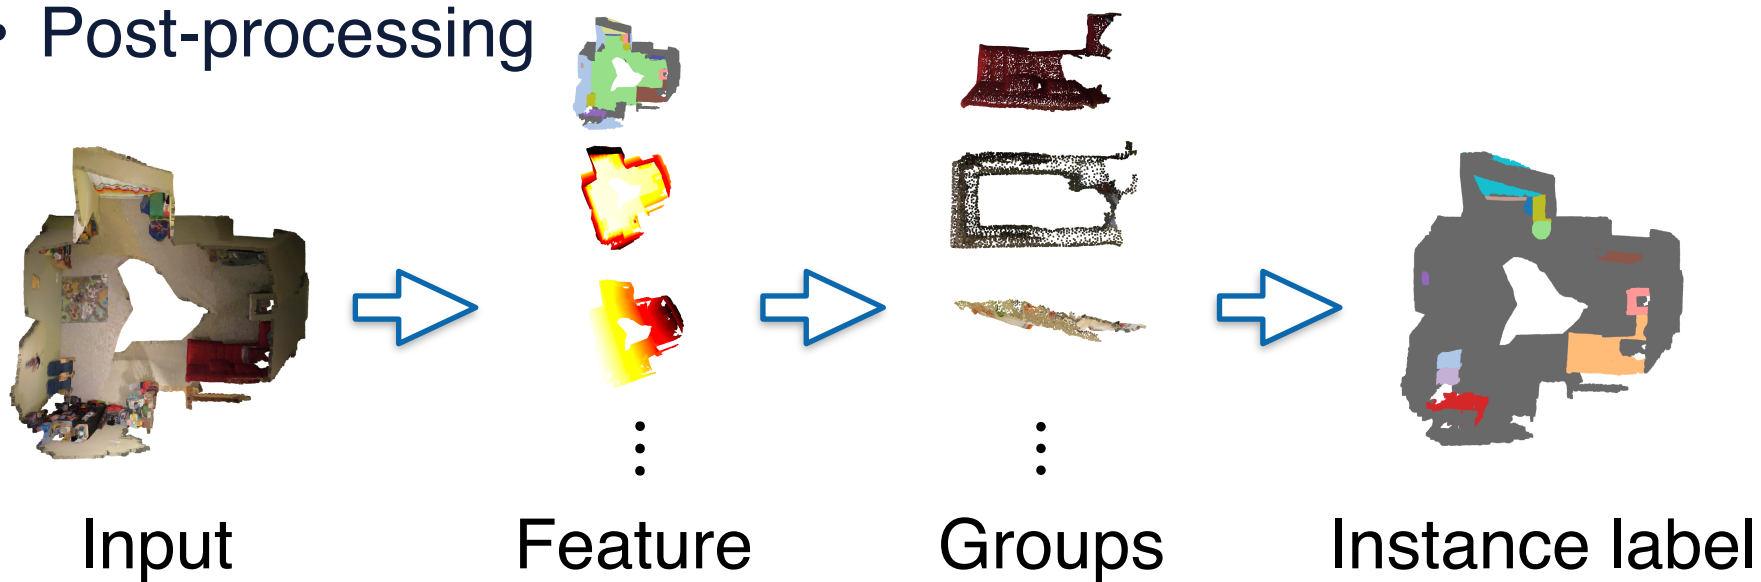 • Post-processing
Input
Feature
Groups
Instance label